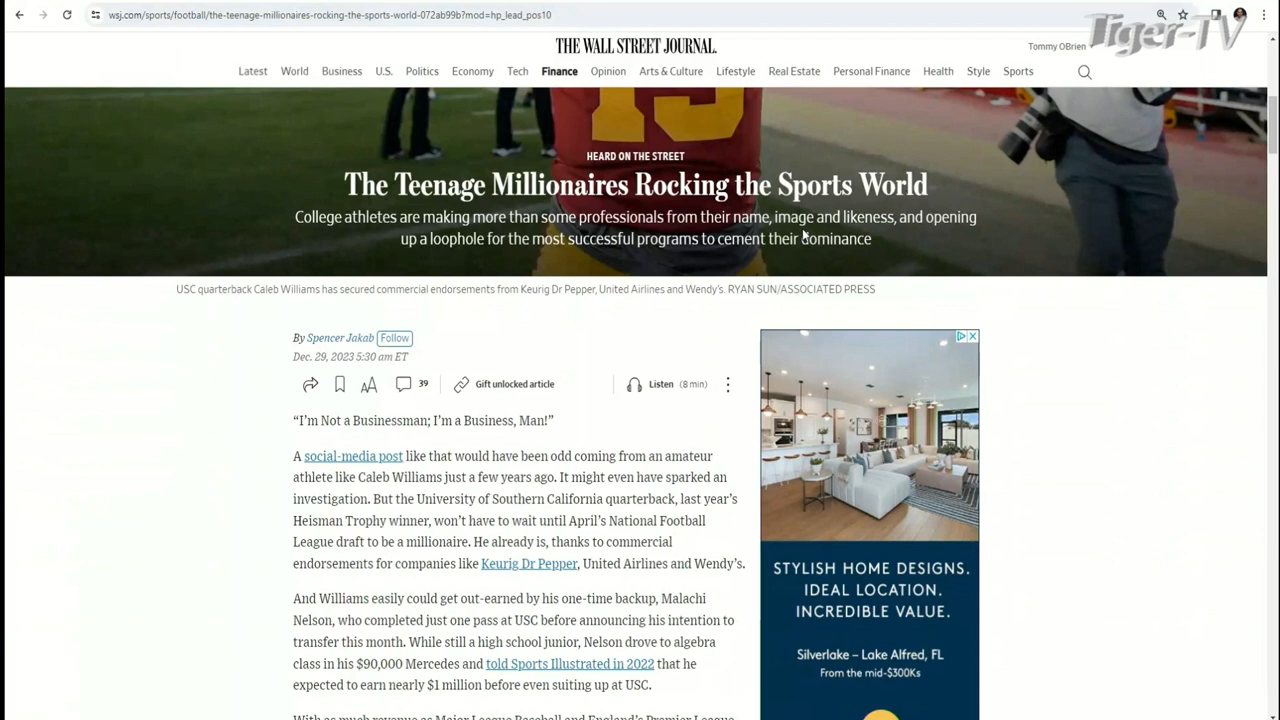 wsj.com/sports/football/the-teenage-millionaires-rocking-the-sports-world-072ab99b?mod=hp_lead_pos10
Tiger-TV
THE WALL STREET JOURNAL.
Tommy OBrien
Latest World Business U.S. Politics Economy Tech Finance Opinion Arts & Culture Lifestyle Real Estate Personal Finance Health Style Sports
HEARD ON THE STREET
The Teenage Millionaires Rocking the Sports World
College athletes are making more than some professionals from their name, image and likeness, and opening
up a loophole for the most successful programs to cement their dominance
USC quarterback Caleb Williams has secured commercial endorsements from Keurig Dr Pepper, United Airlines and Wendy's. RYAN SUN/ASSOCIATED PRESS
By Spencer Jakab Follow
Dec. 29, 2023 5:30 am ET
AA 39 Gift unlocked article Listen (8 min)
“I’m Not a Businessman; I’m a Business, Man!”
A social-media post like that would have been odd coming from an amateur
athlete like Caleb Williams just a few years ago. It might even have sparked an
investigation. But the University of Southern California quarterback, last year’s
Heisman Trophy winner, won’t have to wait until April’s National Football
League draft to be a millionaire. He already is, thanks to commercial
endorsements for companies like Keurig Dr Pepper, United Airlines and Wendy’s.
And Williams easily could get out-earned by his one-time backup, Malachi
Nelson, who completed just one pass at USC before announcing his intention to
transfer this month. While still a high school junior, Nelson drove to algebra
class in his $90,000 Mercedes and told Sports Illustrated in 2022 that he
expected to earn nearly $1 million before even suiting up at USC.
With as much revenue as Major League Baseball and England’s Premier League
STYLISH HOME DESIGNS.
IDEAL LOCATION.
INCREDIBLE VALUE.
Silverlake – Lake Alfred, FL
From the mid-$300Ks